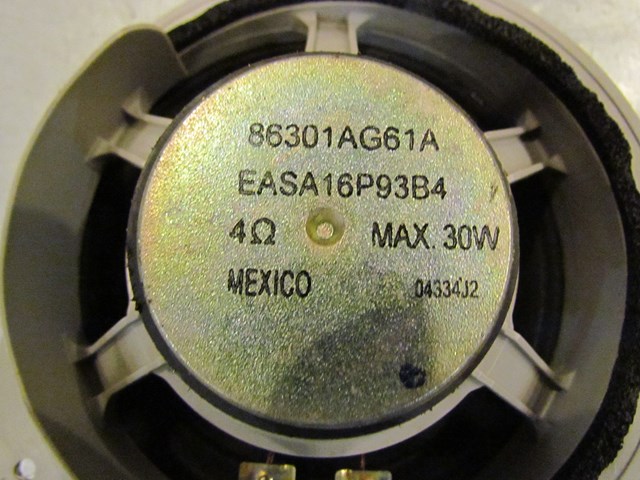 86301AG61A
EASA16P93B4
4Ω MAX. 30W
MEXICO 04334J2